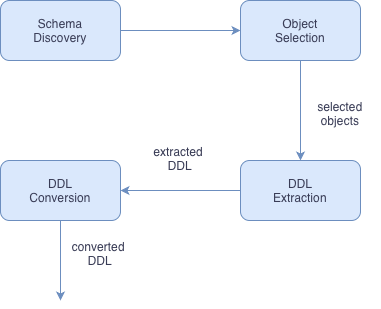 Schema
Discovery
Object
Selection
selected
objects
extracted
DDL
DDL
Conversion
DDL
Extraction
converted
DDL